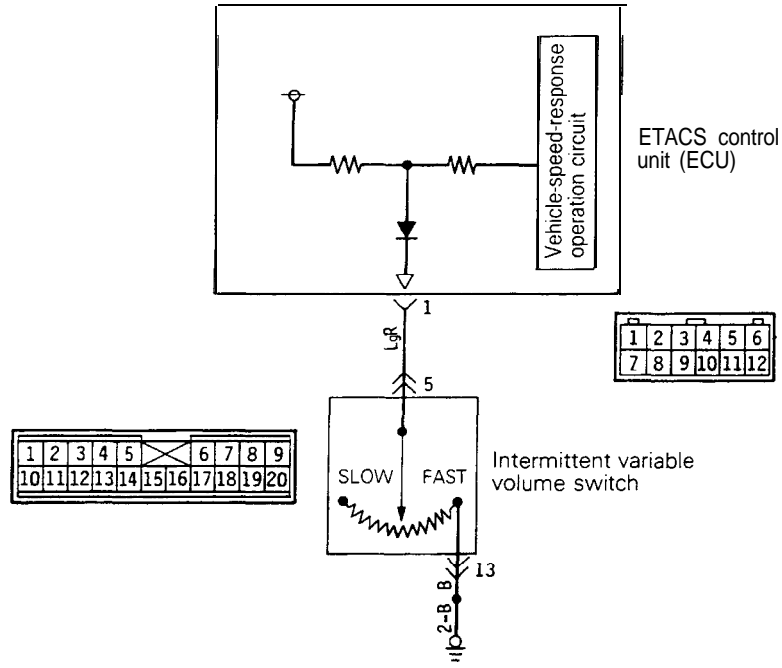 Vehicle-speed-response
operation circuit
ETACS control
unit (ECU)
1
LgR
5
1 2 3 4 5 6
7 8 9 10 11 12
1 2 3 4 5 6 7 8 9
10 11 12 13 14 15 16 17 18 19 20
SLOW FAST
Intermittent variable
volume switch
13
B
2-B